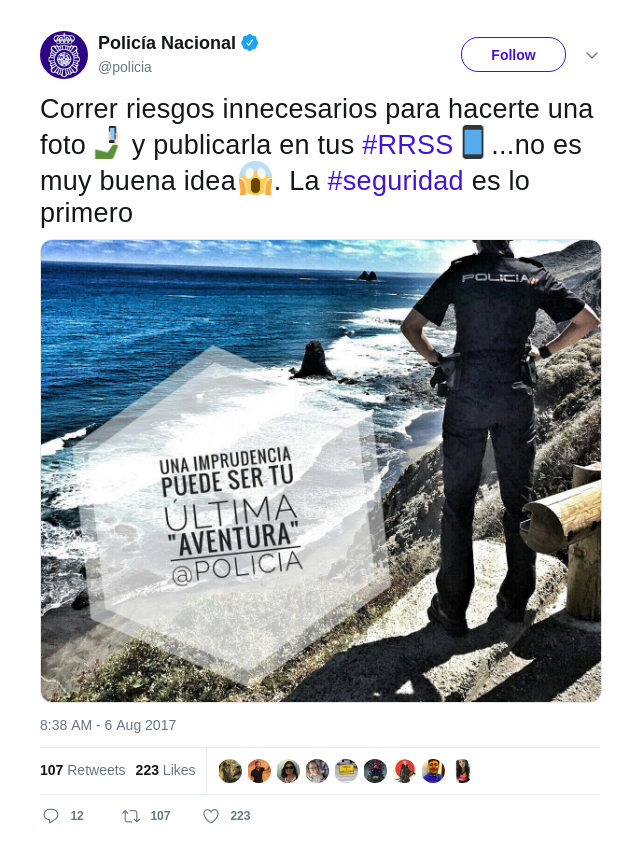 Policía Nacional
@policia
Follow
Correr riesgos innecesarios para hacerte una
foto 🤳 y publicarla en tus #RRSS 📱...no es
muy buena idea😱. La #seguridad es lo
primero
POLICIA
UNA IMPRUDENCIA
PUEDE SER TU
ÚLTIMA
"AVENTURA"
@POLICIA
8:38 AM - 6 Aug 2017
107 Retweets 223 Likes
12 107 223